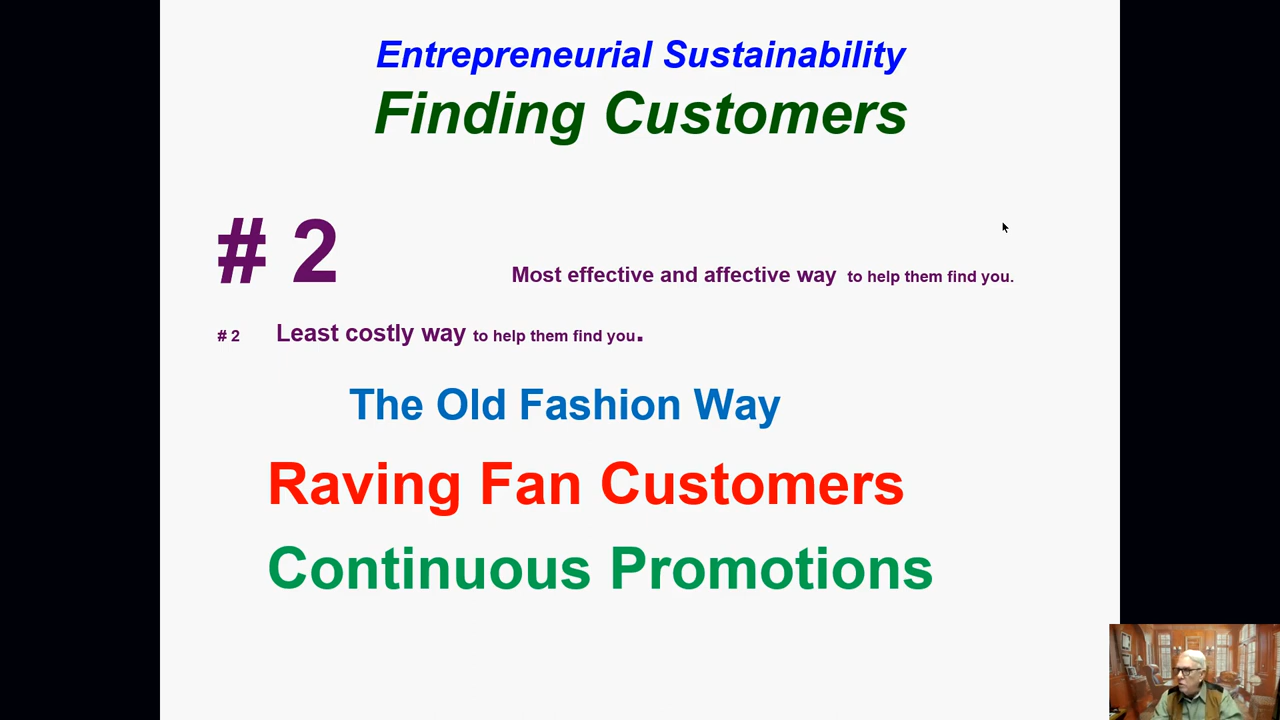 Entrepreneurial Sustainability
Finding Customers
# 2 Most effective and affective way to help them find you.
# 2 Least costly way to help them find you.
The Old Fashion Way
Raving Fan Customers
Continuous Promotions